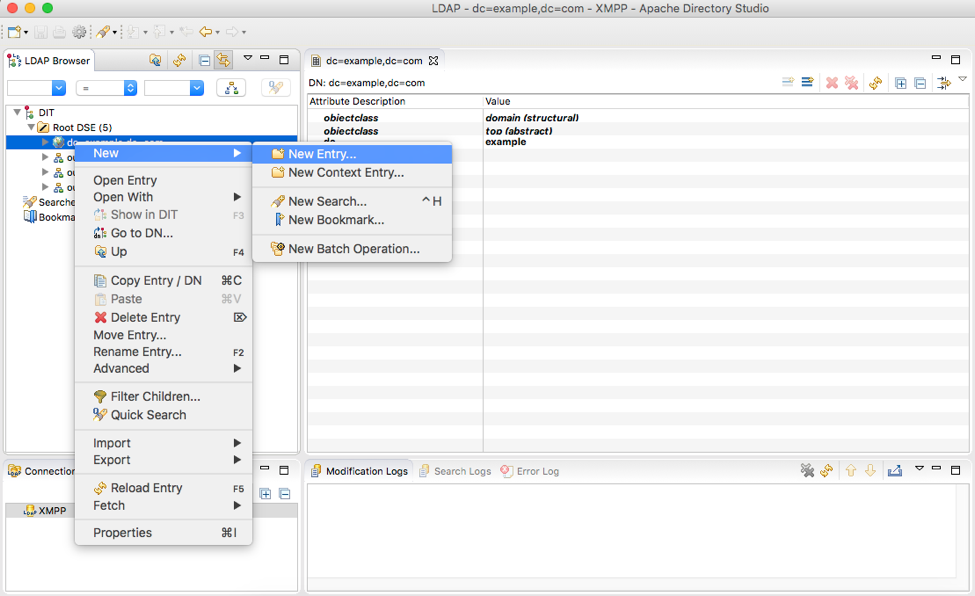 LDAP - dc=example,dc=com - XMPP - Apache Directory Studio
LDAP Browser
dc=example,dc=com
=
DN: dc=example,dc=com
Attribute Description Value
objectclass domain (structural)
objectclass top (abstract)
dc example
DIT
Root DSE (5)
dc=example,dc=com
ou
ou
ou
Searche
Bookma
New
Open Entry
Open With
Show in DIT F3
Go to DN...
Up F4
Copy Entry / DN ⌘C
Paste ⌘V
Delete Entry ⌦
Move Entry...
Rename Entry... F2
Advanced
Filter Children...
Quick Search
Import
Export
Reload Entry F5
Fetch
Properties ⌘I
New Entry...
New Context Entry...
New Search... ^H
New Bookmark...
New Batch Operation...
Connection
XMPP
Modification Logs
Search Logs
Error Log